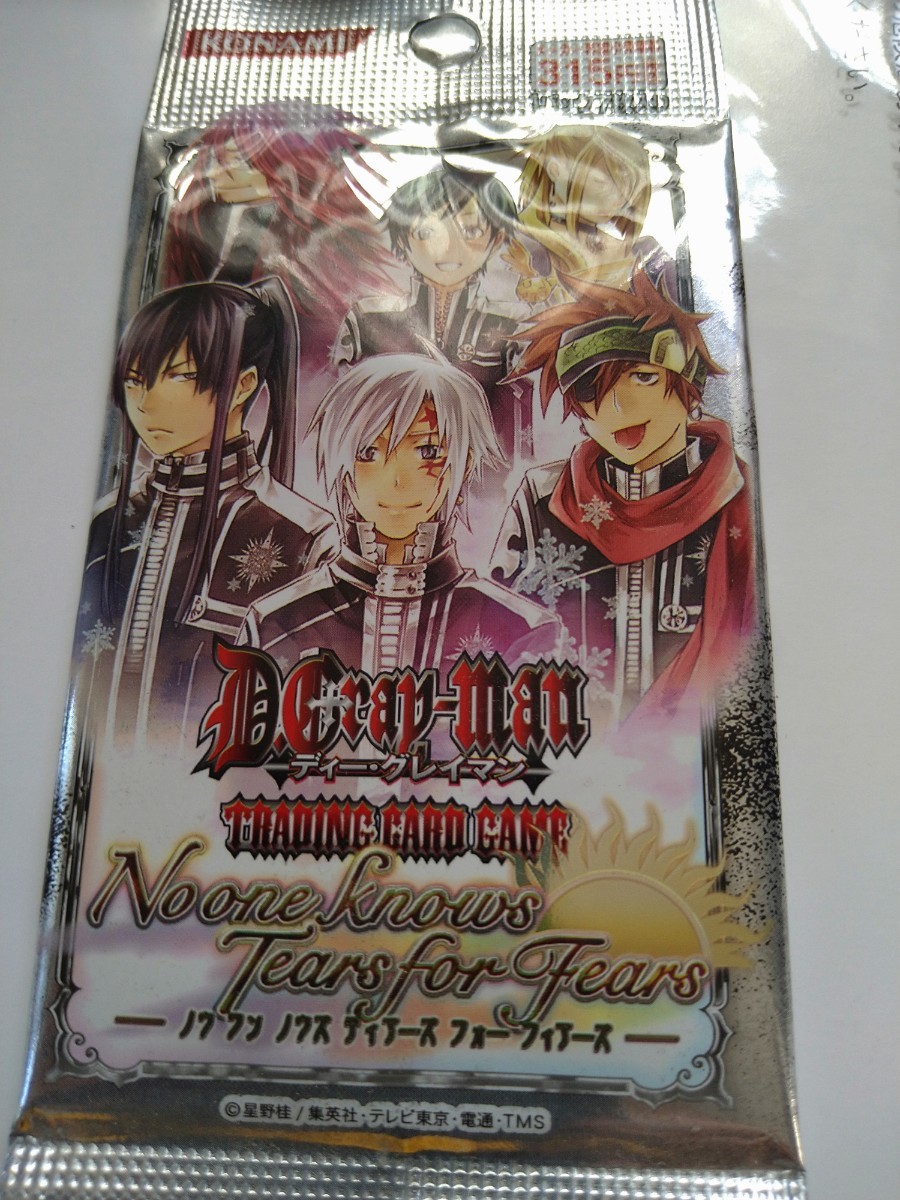 KONAMI
315円
D.Gray-man
ディー・グレイマン
TRADING CARD GAME
No one knows
Tears for Fears
ノウ ワン ノウズ ティアーズ フォー フィアーズ
©星野桂/集英社・テレビ東京・電通・TMS